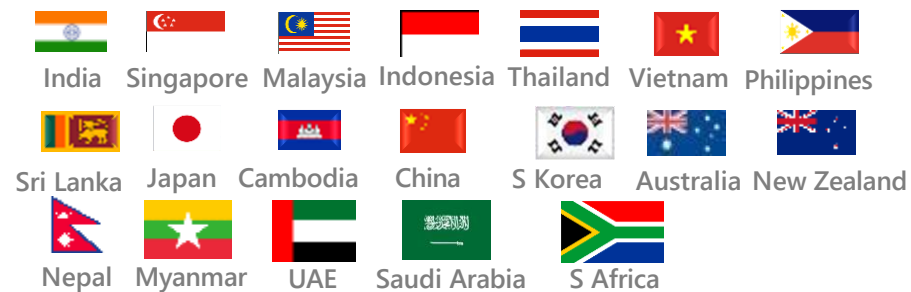 India Singapore Malaysia Indonesia Thailand Vietnam Philippines
Sri Lanka Japan Cambodia China S Korea Australia New Zealand
Nepal Myanmar UAE Saudi Arabia S Africa